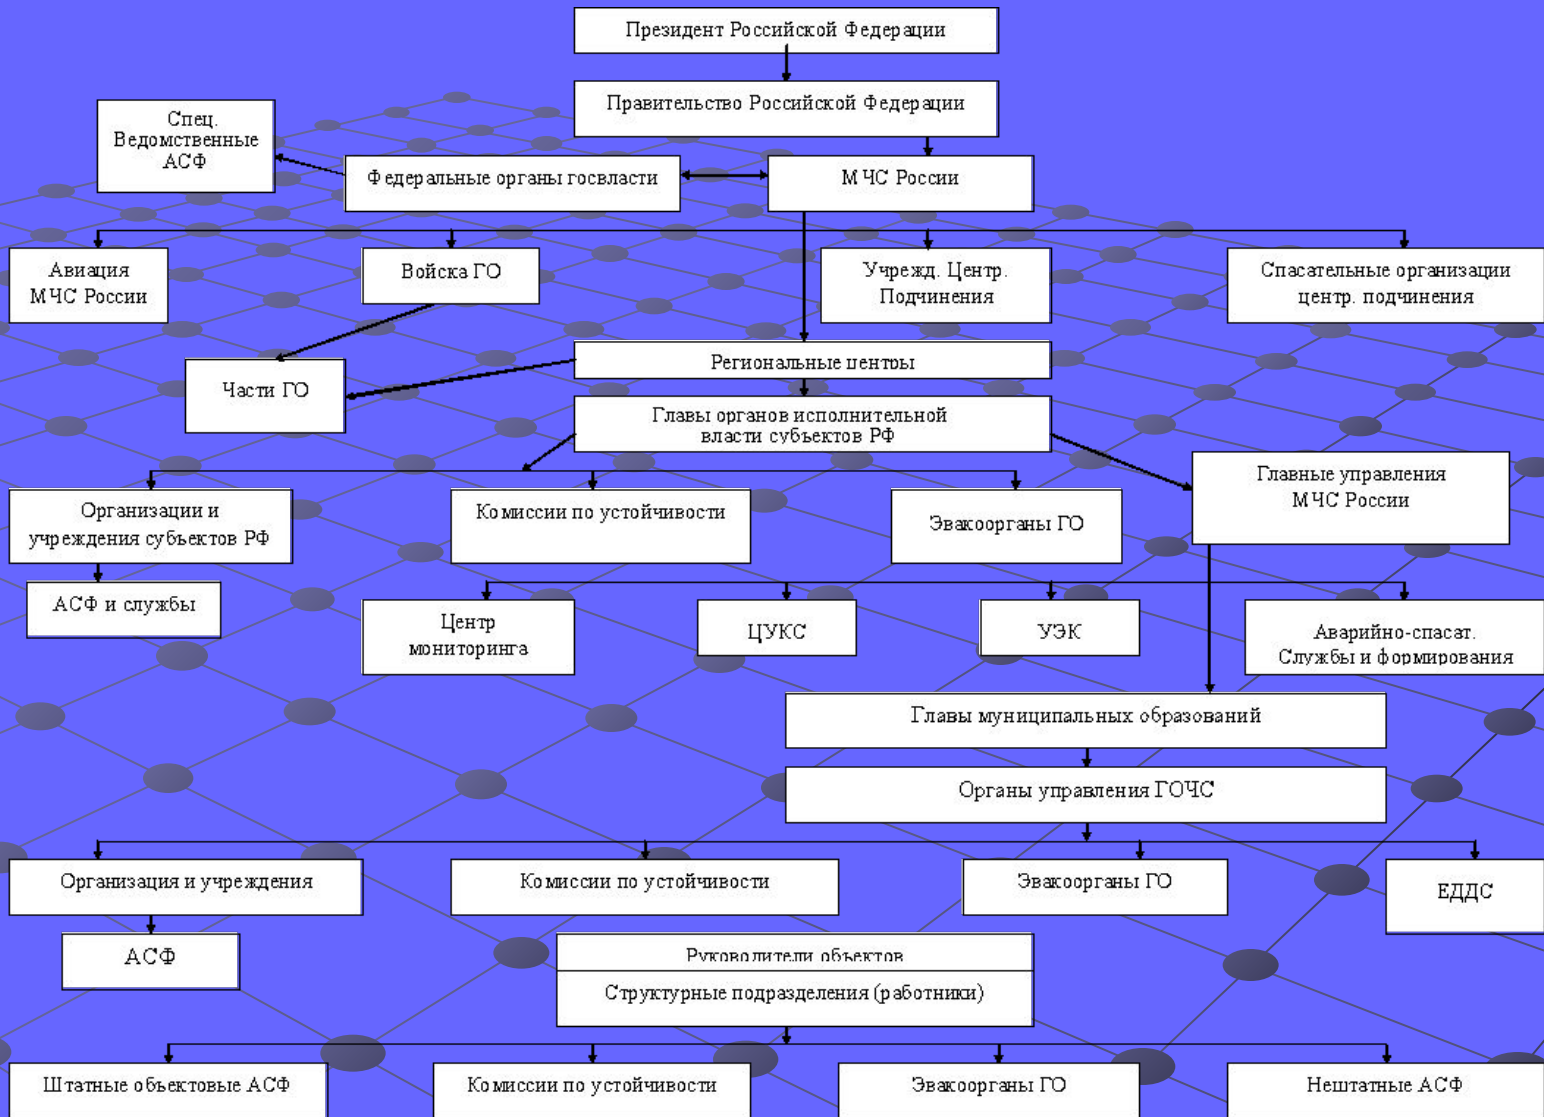 Президент Российской Федерации
Правительство Российской Федерации
Спец.
Ведомственные
АСФ
Федеральные органы госвласти
МЧС России
Авиация
МЧС России
Войска ГО
Учрежд. Центр.
Подчинения
Спасательные организации
центр. подчинения
Региональные центры
Части ГО
Главы органов исполнительной
власти субъектов РФ
Главные управления
МЧС России
Организации и
учреждения субъектов РФ
Комиссии по устойчивости
Эвакоорганы ГО
АСФ и службы
Центр
мониторинга
ЦУКС
УЭК
Аварийно-спасат.
Службы и формирования
Главы муниципальных образований
Органы управления ГОЧС
Организация и учреждения
Комиссии по устойчивости
Эвакоорганы ГО
ЕДДС
АСФ
Руководители объектов
Структурные подразделения (работники)
Штатные объектовые АСФ
Комиссии по устойчивости
Эвакоорганы ГО
Нештатные АСФ